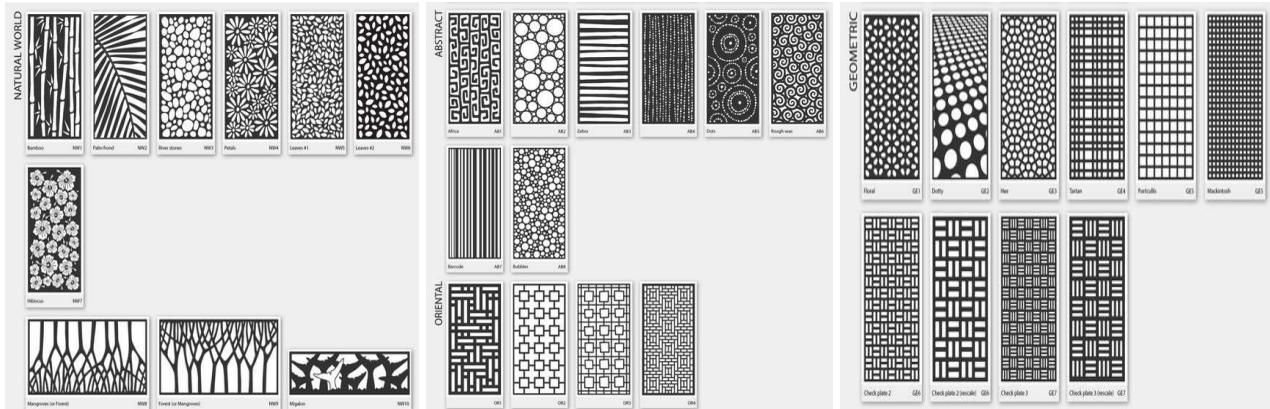 NATURAL WORLD
Bamboo NW1
Palm frond NW2
River stones NW3
Petals NW4
Leaves #1 NW5
Leaves #2 NW6
Hibiscus NW7
Mangroves (or Forest) NW8
Forest (or Mangroves) NW9
Migaloo NW10
ABSTRACT
Africa AB1
AB2
Zebra AB3
AB4
Dots AB5
Rough seas AB6
Barcode AB7
Bubbles AB8
ORIENTAL
OR1
OR2
OR3
OR4
GEOMETRIC
Floral GE1
Dotty GE2
Hex GE3
Tartan GE4
Portcullis GE5
Mackintosh GE5
Check plate 2 GE6
Check plate 2 (rescale) GE6
Check plate 3 GE7
Check plate 3 (rescale) GE7